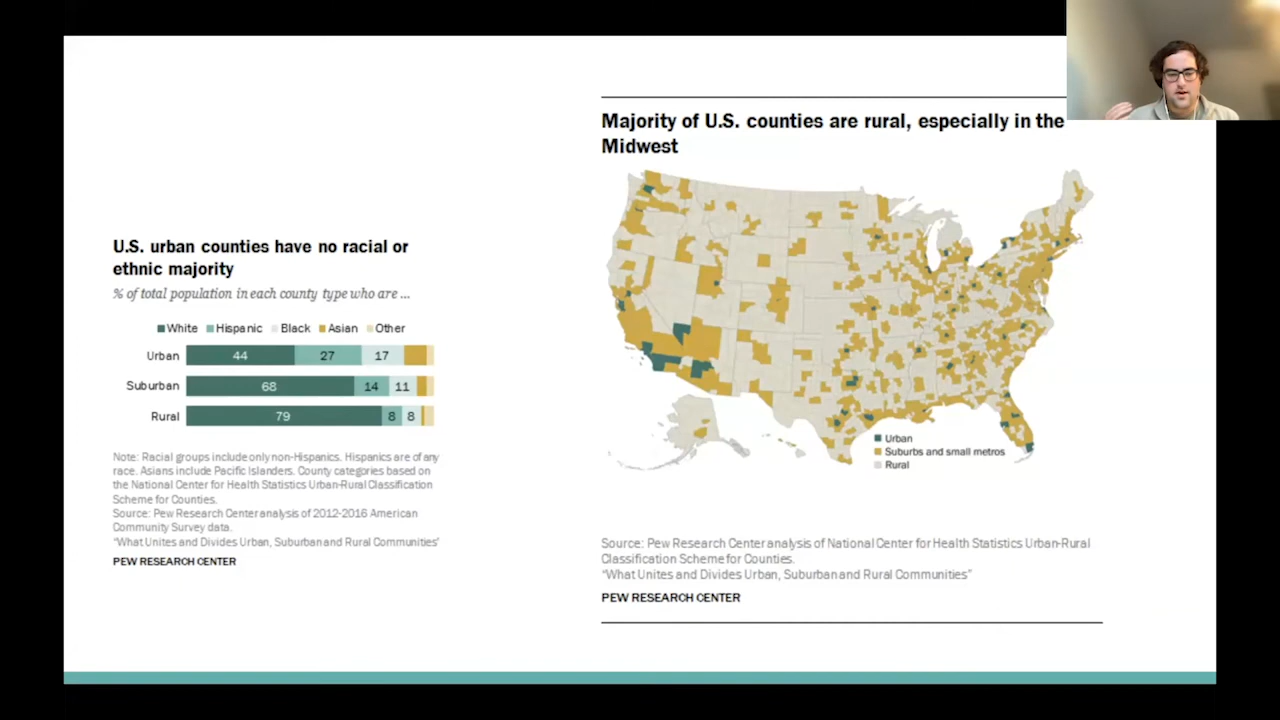 U.S. urban counties have no racial or
ethnic majority
% of total population in each county type who are ...
White Hispanic Black Asian Other
Urban 44 27 17
Suburban 68 14 11
Rural 79 8 8
Note: Racial groups include only non-Hispanics. Hispanics are of any
race. Asians include Pacific Islanders. County categories based on
the National Center for Health Statistics Urban-Rural Classification
Scheme for Counties.
Source: Pew Research Center analysis of 2012-2016 American
Community Survey data.
"What Unites and Divides Urban, Suburban and Rural Communities"
PEW RESEARCH CENTER
Majority of U.S. counties are rural, especially in the
Midwest
Urban
Suburbs and small metros
Rural
Source: Pew Research Center analysis of National Center for Health Statistics Urban-Rural
Classification Scheme for Counties.
"What Unites and Divides Urban, Suburban and Rural Communities"
PEW RESEARCH CENTER